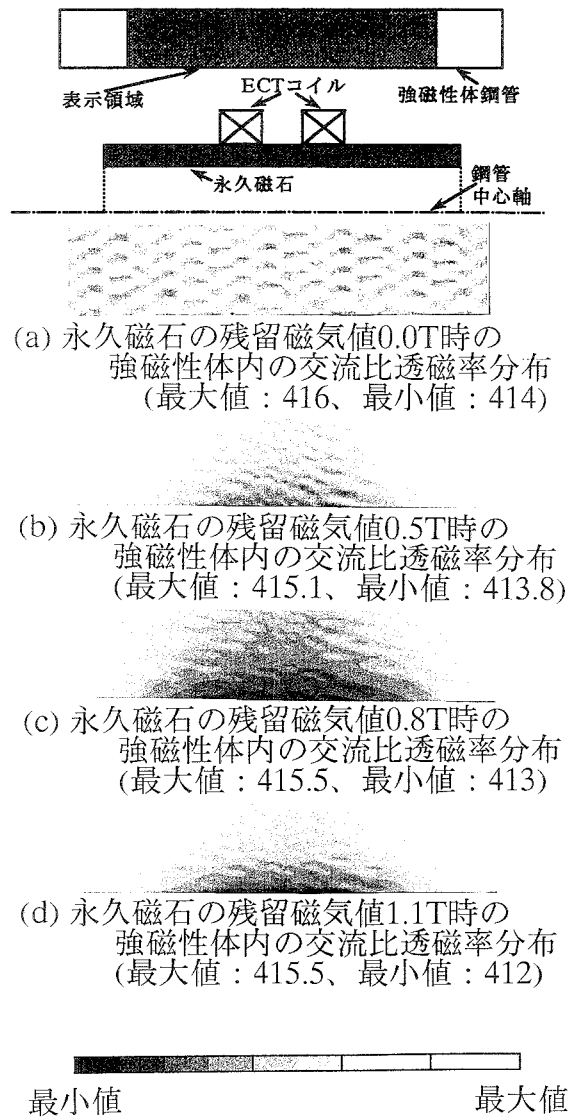 表示領域
ECTコイル
強磁性体鋼管
永久磁石
鋼管
中心軸
(a) 永久磁石の残留磁気値0.0T時の
強磁性体内の交流比透磁率分布
(最大値：416、最小値：414)
(b) 永久磁石の残留磁気値0.5T時の
強磁性体内の交流比透磁率分布
(最大値：415.1、最小値：413.8)
(c) 永久磁石の残留磁気値0.8T時の
強磁性体内の交流比透磁率分布
(最大値：415.5、最小値：413)
(d) 永久磁石の残留磁気値1.1T時の
強磁性体内の交流比透磁率分布
(最大値：415.5、最小値：412)
最小値
最大値